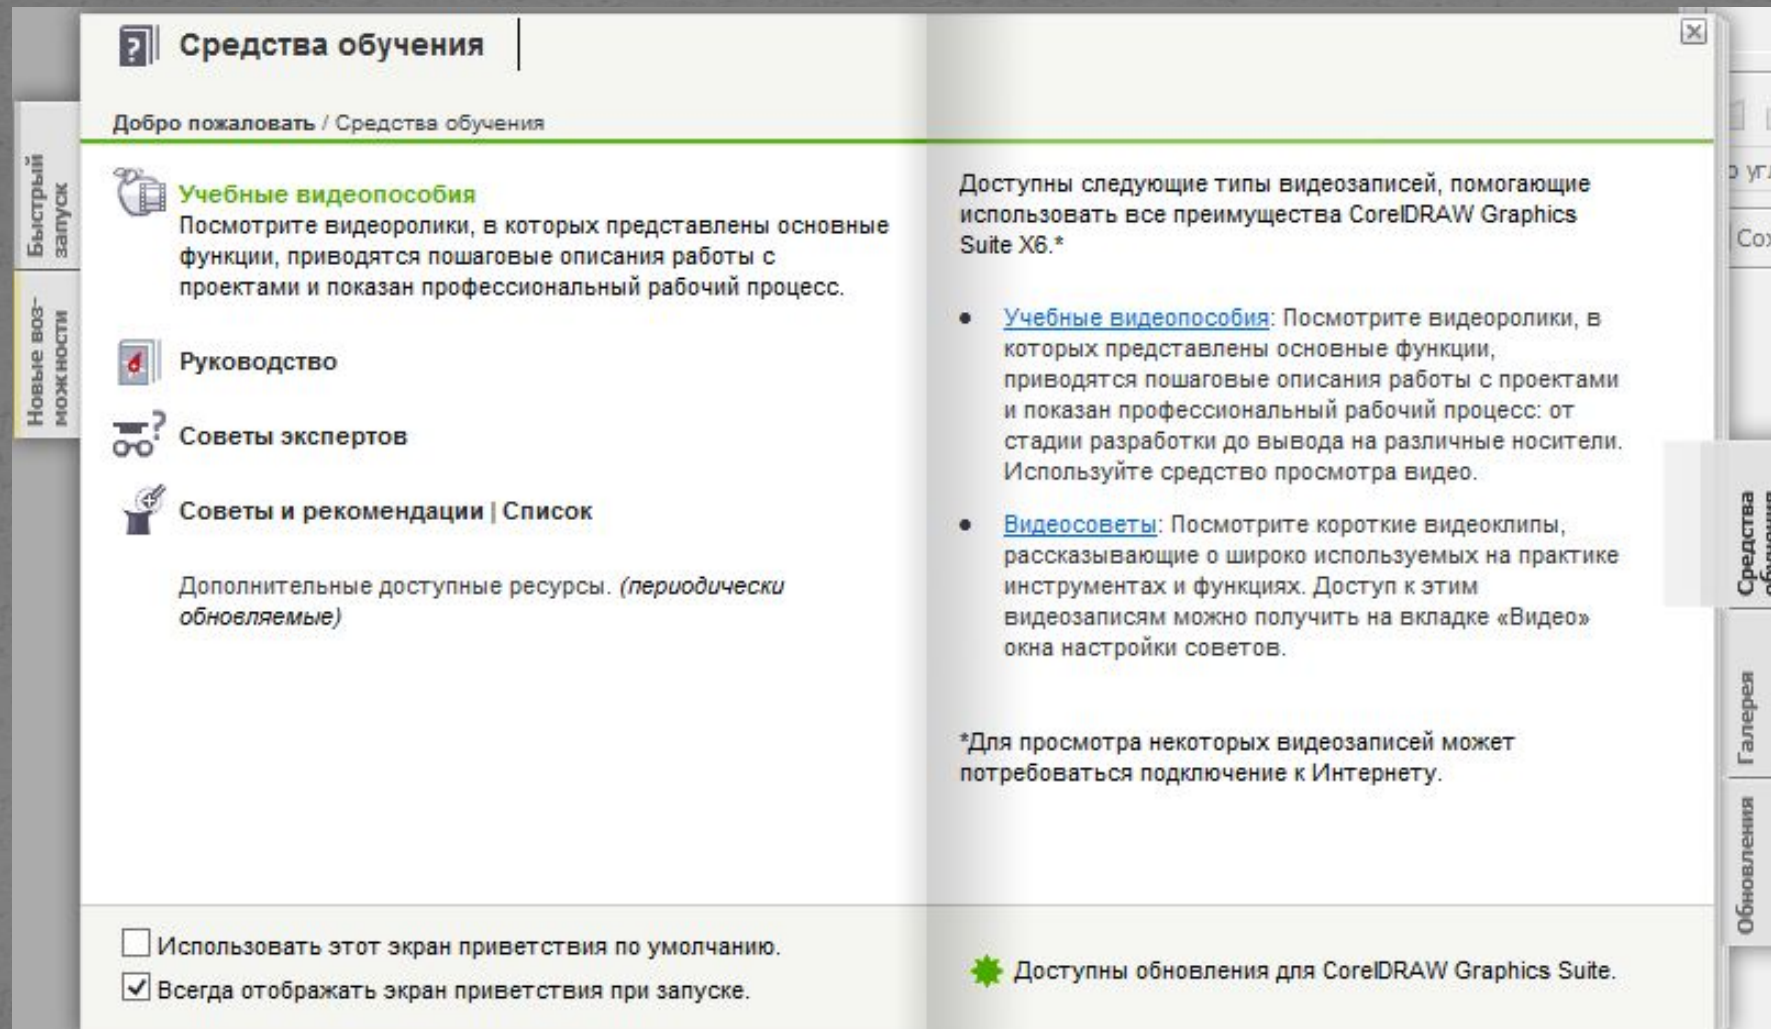 Средства обучения
Добро пожаловать / Средства обучения
Быстрый
запуск
Новые воз-
можности
Учебные видеопособия
Посмотрите видеоролики, в которых представлены основные
функции, приводятся пошаговые описания работы с
проектами и показан профессиональный рабочий процесс.
Руководство
Советы экспертов
Советы и рекомендации | Список
Дополнительные доступные ресурсы. (периодически
обновляемые)
Использовать этот экран приветствия по умолчанию.
Всегда отображать экран приветствия при запуске.
Доступны следующие типы видеозаписей, помогающие
использовать все преимущества CorelDRAW Graphics
Suite X6.*
Учебные видеопособия: Посмотрите видеоролики, в
которых представлены основные функции,
приводятся пошаговые описания работы с проектами
и показан профессиональный рабочий процесс: от
стадии разработки до вывода на различные носители.
Используйте средство просмотра видео.
Видеосоветы: Посмотрите короткие видеоклипы,
рассказывающие о широко используемых на практике
инструментах и функциях. Доступ к этим
видеозаписям можно получить на вкладке «Видео»
окна настройки советов.
*Для просмотра некоторых видеозаписей может
потребоваться подключение к Интернету.
Доступны обновления для CorelDRAW Graphics Suite.
Средства
Галерея
Обновления